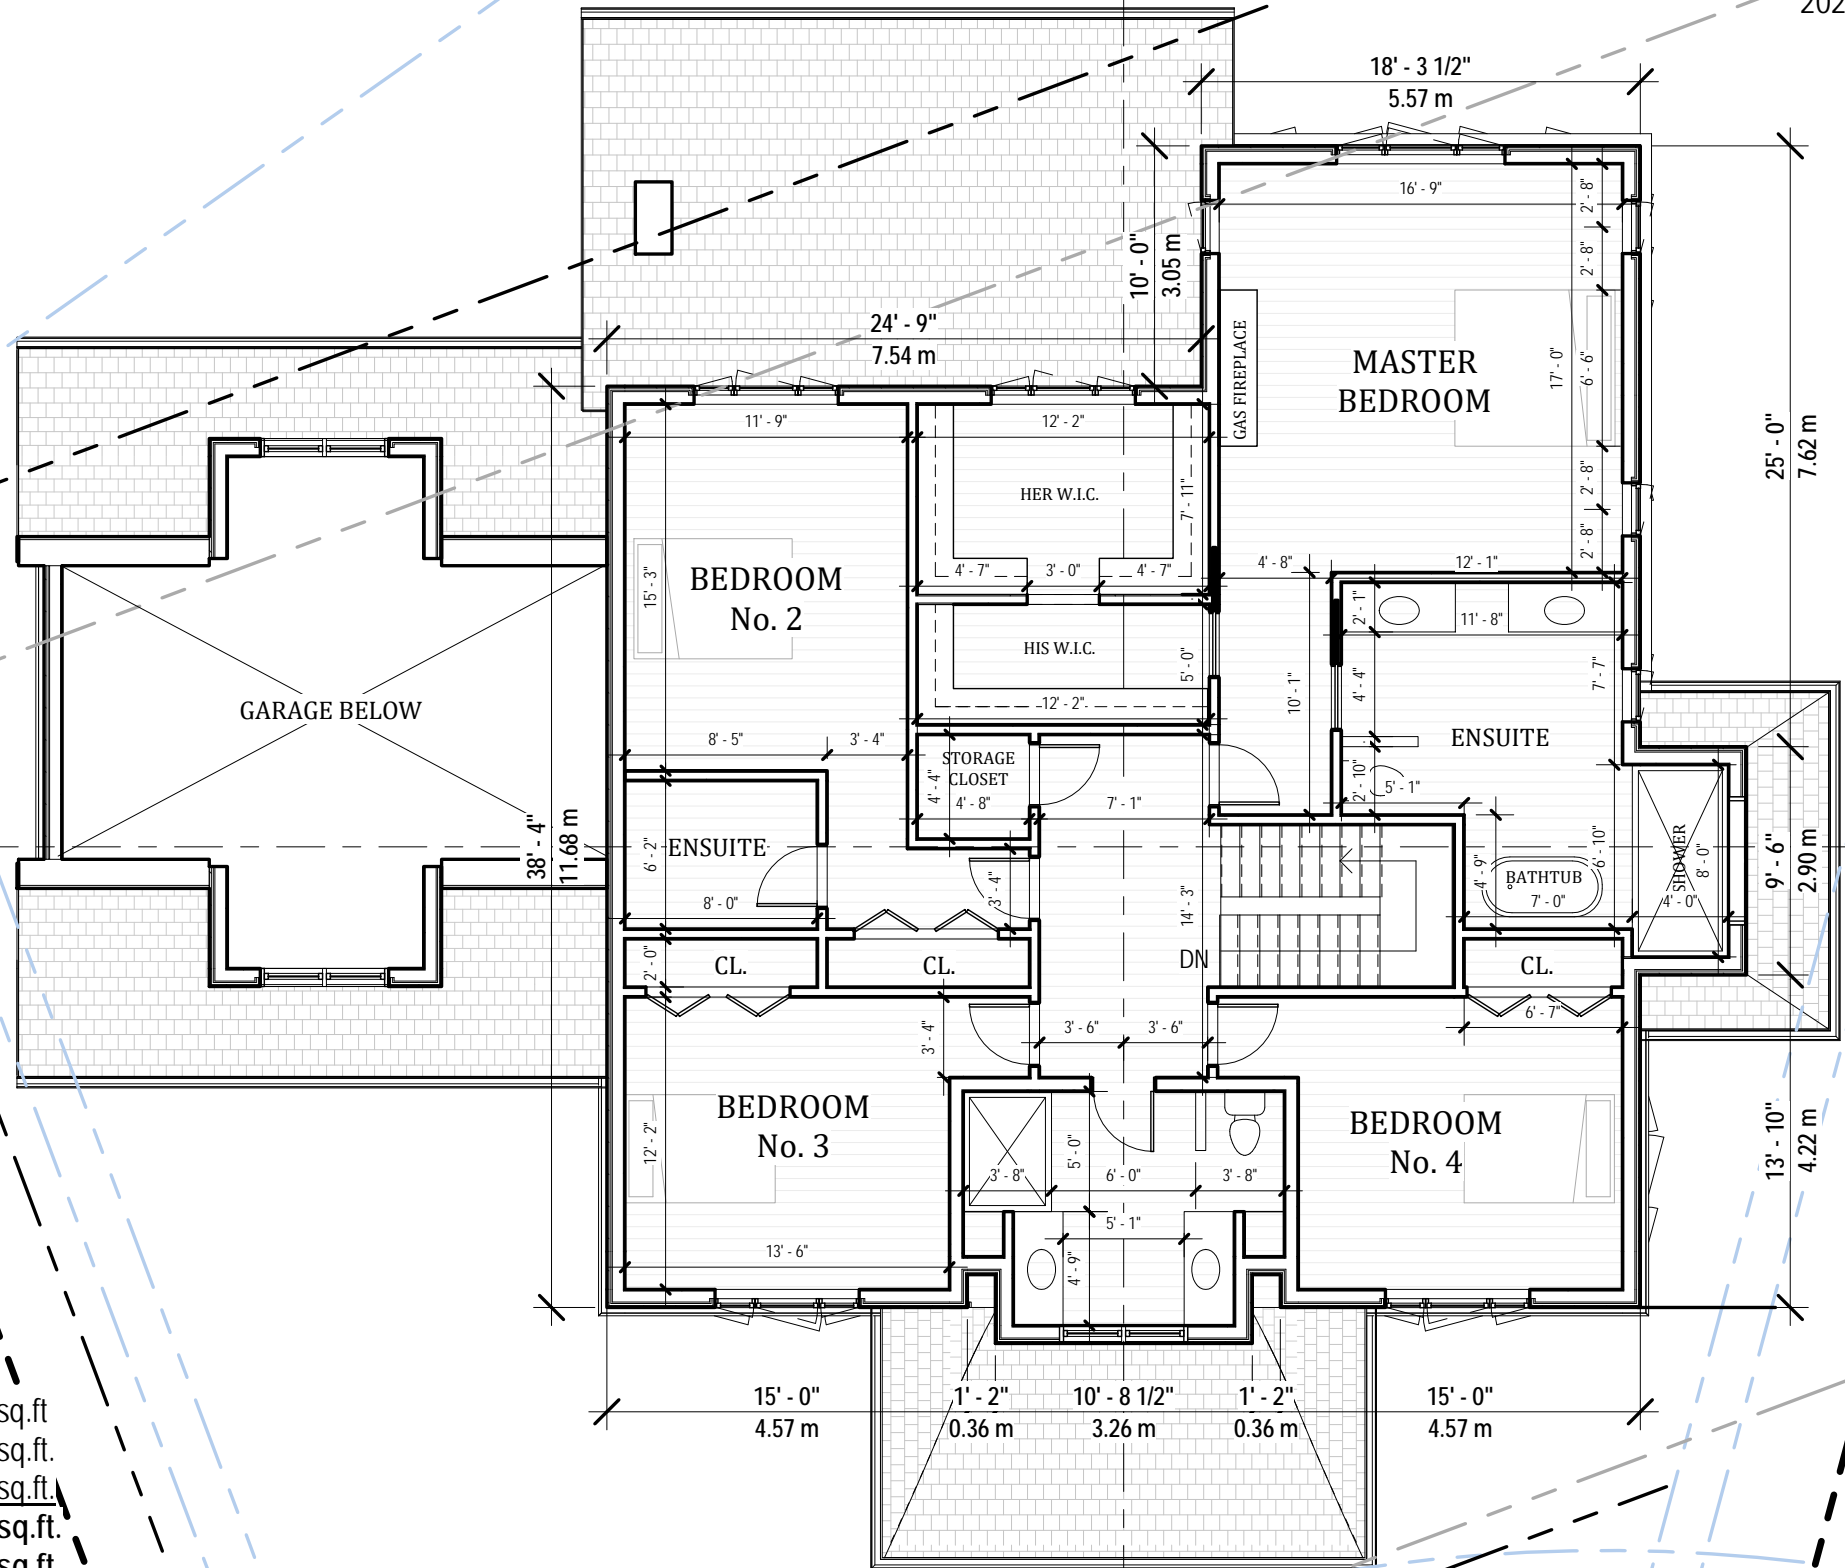 202
18' - 3 1/2"
5.57 m
16' - 9"
2' - 8"
2' - 8"
10' - 0"
3.05 m
24' - 9"
7.54 m
GAS FIREPLACE
MASTER
BEDROOM
17' - 0"
6' - 6"
25' - 0"
7.62 m
11' - 9"
12' - 2"
HER W.I.C.
7' - 11"
2' - 8"
2' - 8"
4' - 7"
3' - 0"
4' - 7"
4' - 8"
12' - 1"
BEDROOM
No. 2
15' - 3"
2' - 1"
11' - 8"
HIS W.I.C.
5' - 0"
12' - 2"
10' - 1"
4' - 4"
7' - 7"
GARAGE BELOW
8' - 5"
3' - 4"
STORAGE
CLOSET
4' - 4"
4' - 8"
7' - 1"
ENSUITE
2' - 10"
5' - 1"
38' - 4"
11.68 m
ENSUITE
6' - 2"
8' - 0"
3' - 4"
14' - 3"
4' - 9"
BATHTUB
7' - 0"
6' - 10"
SHOWER
8' - 0"
4' - 0"
9' - 6"
2.90 m
2' - 0"
CL.
CL.
DN
CL.
6' - 7"
3' - 4"
3' - 6"
3' - 6"
BEDROOM
No. 3
12' - 2"
13' - 6"
5' - 0"
3' - 8"
6' - 0"
3' - 8"
5' - 1"
4' - 9"
BEDROOM
No. 4
13' - 10"
4.22 m
15' - 0"
4.57 m
1' - 2"
0.36 m
10' - 8 1/2"
3.26 m
1' - 2"
0.36 m
15' - 0"
4.57 m
sq.ft
sq.ft.
sq.ft.
sq.ft.
sq.ft